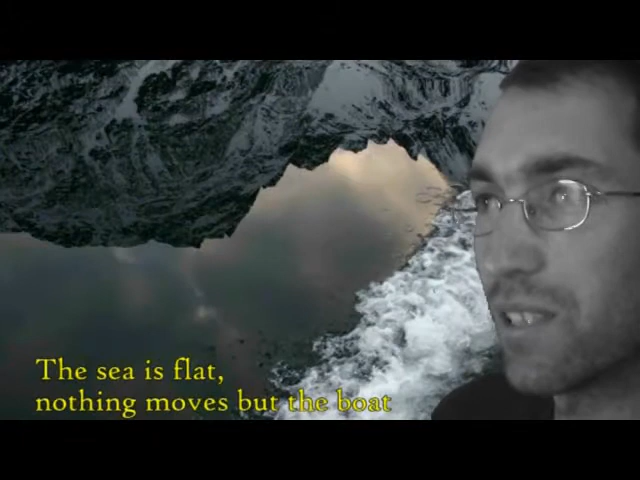 The sea is flat,
nothing moves but the boat